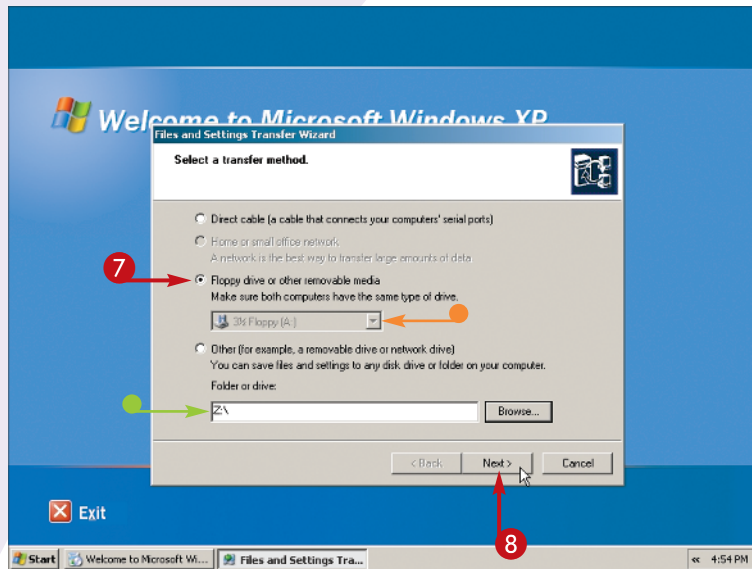 Welcome to Microsoft Windows XP
Files and Settings Transfer Wizard
Select a transfer method.
Direct cable (a cable that connects your computers' serial ports)
Home or small office network
A network is the best way to transfer large amounts of data.
7
Floppy drive or other removable media
Make sure both computers have the same type of drive.
3½ Floppy (A:)
Other (for example, a removable drive or network drive)
You can save files and settings to any disk drive or folder on your computer.
Folder or drive:
Z:\
Browse...
< Back
Next >
Cancel
Exit
8
Start
Welcome to Microsoft Wi...
Files and Settings Tra...
«
4:54 PM